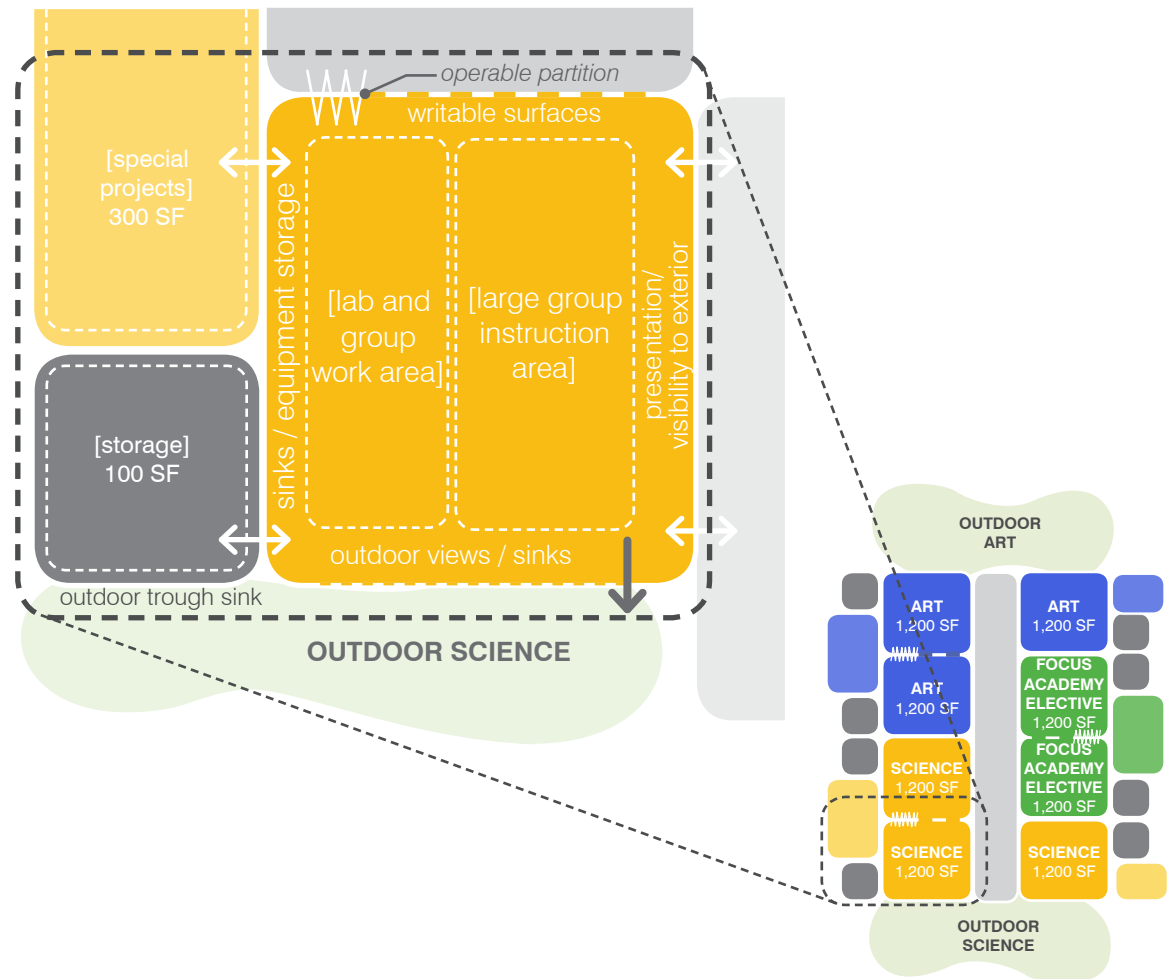 operable partition
writable surfaces
[special
projects]
300 SF
sinks / equipment storage
[lab and
group
work area]
[large group
instruction
area]
presentation/
visibility to exterior
[storage]
100 SF
outdoor views / sinks
outdoor trough sink
OUTDOOR SCIENCE
OUTDOOR
ART
ART
1,200 SF
ART
1,200 SF
ART
1,200 SF
FOCUS
ACADEMY
ELECTIVE
1,200 SF
SCIENCE
1,200 SF
FOCUS
ACADEMY
ELECTIVE
1,200 SF
SCIENCE
1,200 SF
SCIENCE
1,200 SF
OUTDOOR
SCIENCE